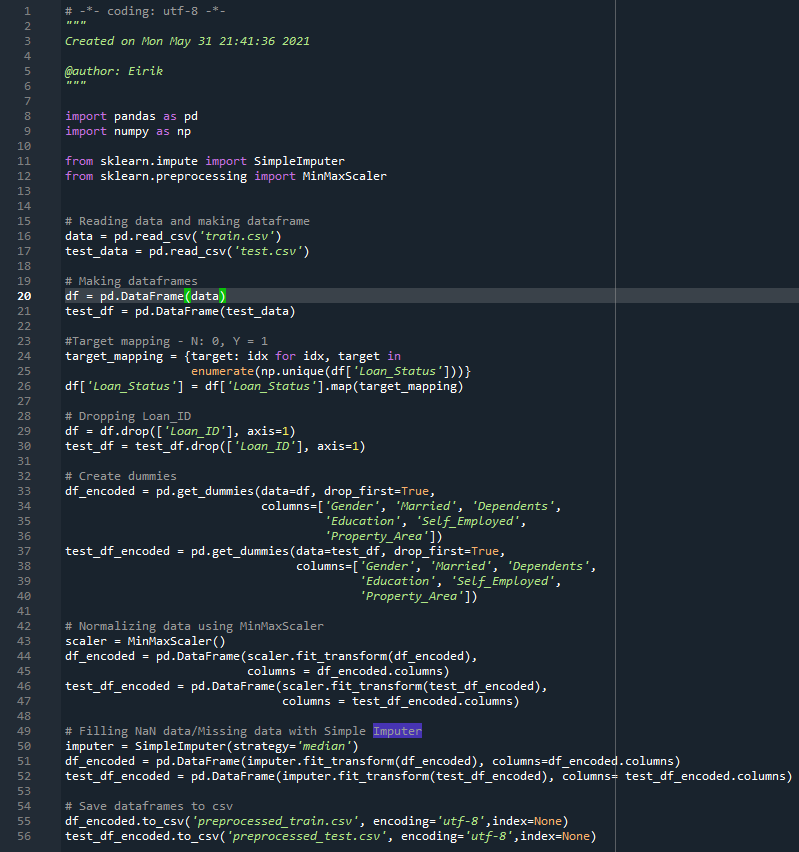 1 # -*- coding: utf-8 -*-
2 """
3 Created on Mon May 31 21:41:36 2021
4
5 @author: Eirik
6 """
7
8 import pandas as pd
9 import numpy as np
10
11 from sklearn.impute import SimpleImputer
12 from sklearn.preprocessing import MinMaxScaler
13
14
15 # Reading data and making dataframe
16 data = pd.read_csv('train.csv')
17 test_data = pd.read_csv('test.csv')
18
19 # Making dataframes
20 df = pd.DataFrame(data)
21 test_df = pd.DataFrame(test_data)
22
23 #Target mapping - N: 0, Y = 1
24 target_mapping = {target: idx for idx, target in
25                   enumerate(np.unique(df['Loan_Status']))}
26 df['Loan_Status'] = df['Loan_Status'].map(target_mapping)
27
28 # Dropping Loan_ID
29 df = df.drop(['Loan_ID'], axis=1)
30 test_df = test_df.drop(['Loan_ID'], axis=1)
31
32 # Create dummies
33 df_encoded = pd.get_dummies(data=df, drop_first=True,
34                             columns=['Gender', 'Married', 'Dependents',
35                                      'Education', 'Self_Employed',
36                                      'Property_Area'])
37 test_df_encoded = pd.get_dummies(data=test_df, drop_first=True,
38                                  columns=['Gender', 'Married', 'Dependents',
39                                           'Education', 'Self_Employed',
40                                           'Property_Area'])
41
42 # Normalizing data using MinMaxScaler
43 scaler = MinMaxScaler()
44 df_encoded = pd.DataFrame(scaler.fit_transform(df_encoded),
45                           columns = df_encoded.columns)
46 test_df_encoded = pd.DataFrame(scaler.fit_transform(test_df_encoded),
47                                columns = test_df_encoded.columns)
48
49 # Filling NaN data/Missing data with Simple Imputer
50 imputer = SimpleImputer(strategy='median')
51 df_encoded = pd.DataFrame(imputer.fit_transform(df_encoded), columns=df_encoded.columns)
52 test_df_encoded = pd.DataFrame(imputer.fit_transform(test_df_encoded), columns= test_df_encoded.columns)
53
54 # Save dataframes to csv
55 df_encoded.to_csv('preprocessed_train.csv', encoding='utf-8',index=None)
56 test_df_encoded.to_csv('preprocessed_test.csv', encoding='utf-8',index=None)